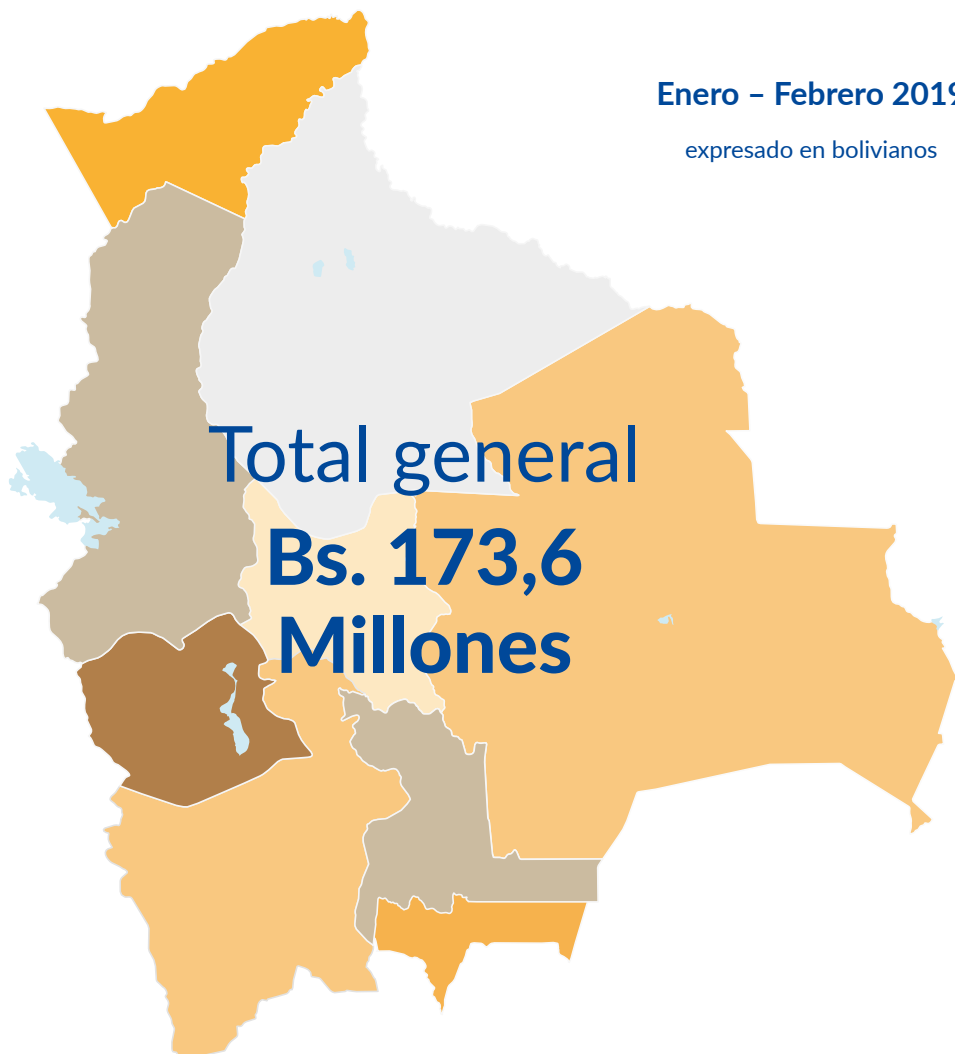 Enero – Febrero 2019
expresado en bolivianos
Total general
Bs. 173,6
Millones